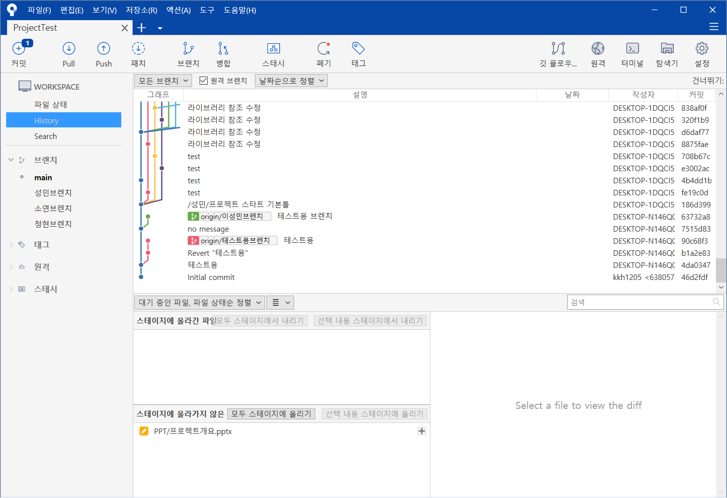 파일(F) 편집(E) 보기(V) 저장소(R) 액션(A) 도구 도움말(H)
ProjectTest
1
커밋 Pull Push 패치 브랜치 병합 스태시 폐기 태그 깃 플로우... 원격 터미널 탐색기 설정
모든 브랜치 원격 브랜치 날짜순으로 정렬 건너뛰기:
그래프 설명 날짜 작성자 커밋
WORKSPACE
파일 상태
History
Search
브랜치
main
성민브랜치
소연브랜치
정현브랜치
태그
원격
스태시
라이브러리 참조 수정 DESKTOP-1DQCI5 838af0f
라이브러리 참조 수정 DESKTOP-1DQCI5 320f1b9
라이브러리 참조 수정 DESKTOP-1DQCI5 d6daf77
라이브러리 참조 수정 DESKTOP-1DQCI5 8875fae
test DESKTOP-1DQCI5 708b67c
test DESKTOP-1DQCI5 e3002ac
test DESKTOP-1DQCI5 4b4dd1b
test DESKTOP-1DQCI5 fe19c0d
/성민/프로젝트 스타트 기본틀 DESKTOP-1DQCI5 186d399
origin/이성민브랜치 테스트용 브랜치 DESKTOP-N146Q0 63732a8
no message DESKTOP-N146Q0 7515d83
origin/테스트용브랜치 테스트용 DESKTOP-N146Q0 90c68f3
Revert "테스트용" DESKTOP-N146Q0 b1a2e83
테스트용 DESKTOP-N146Q0 4da0347
Initial commit kkh1205 <638057 46d2fdf
대기 중인 파일, 파일 상태순 정렬 검색
스테이지에 올라간 파일 모두 스테이지에서 내리기 선택 내용 스테이지에서 내리기
스테이지에 올라가지 않은 모두 스테이지에 올리기 선택 내용 스테이지에 올리기
PPT/프로젝트개요.pptx
Select a file to view the diff